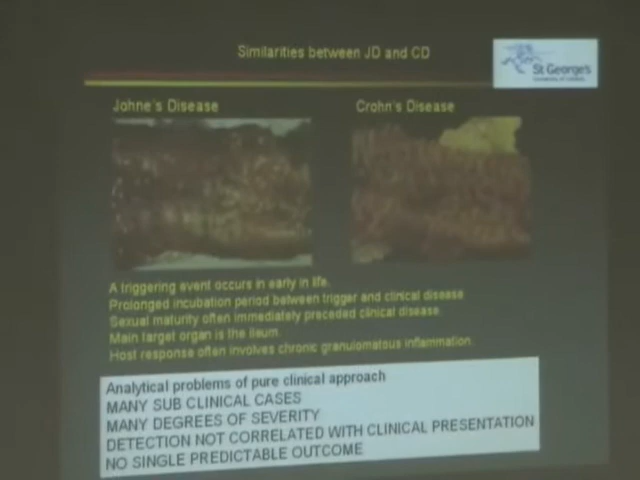 Similarities between JD and CD
St George's
University of London
Johne's Disease
Crohn's Disease
A triggering event occurs in early in life.
Prolonged incubation period between trigger and clinical disease
Sexual maturity often immediately preceded clinical disease
Main target organ is the Ileum.
Host response often involves chronic granulomatous inflammation.
Analytical problems of pure clinical approach
MANY SUB CLINICAL CASES
MANY DEGREES OF SEVERITY
DETECTION NOT CORRELATED WITH CLINICAL PRESENTATION
NO SINGLE PREDICTABLE OUTCOME